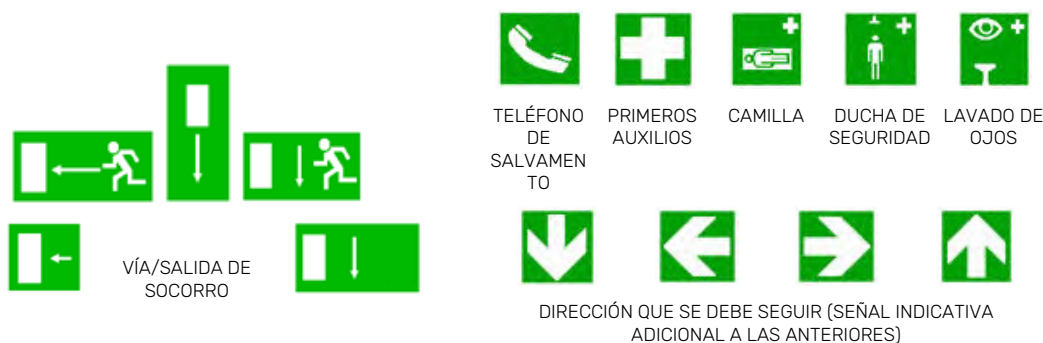 TELÉFONO
DE
SALVAMEN
TO
PRIMEROS
AUXILIOS
CAMILLA
DUCHA DE
SEGURIDAD
LAVADO DE
OJOS
VÍA/SALIDA DE
SOCORRO
DIRECCIÓN QUE SE DEBE SEGUIR (SEÑAL INDICATIVA
ADICIONAL A LAS ANTERIORES)